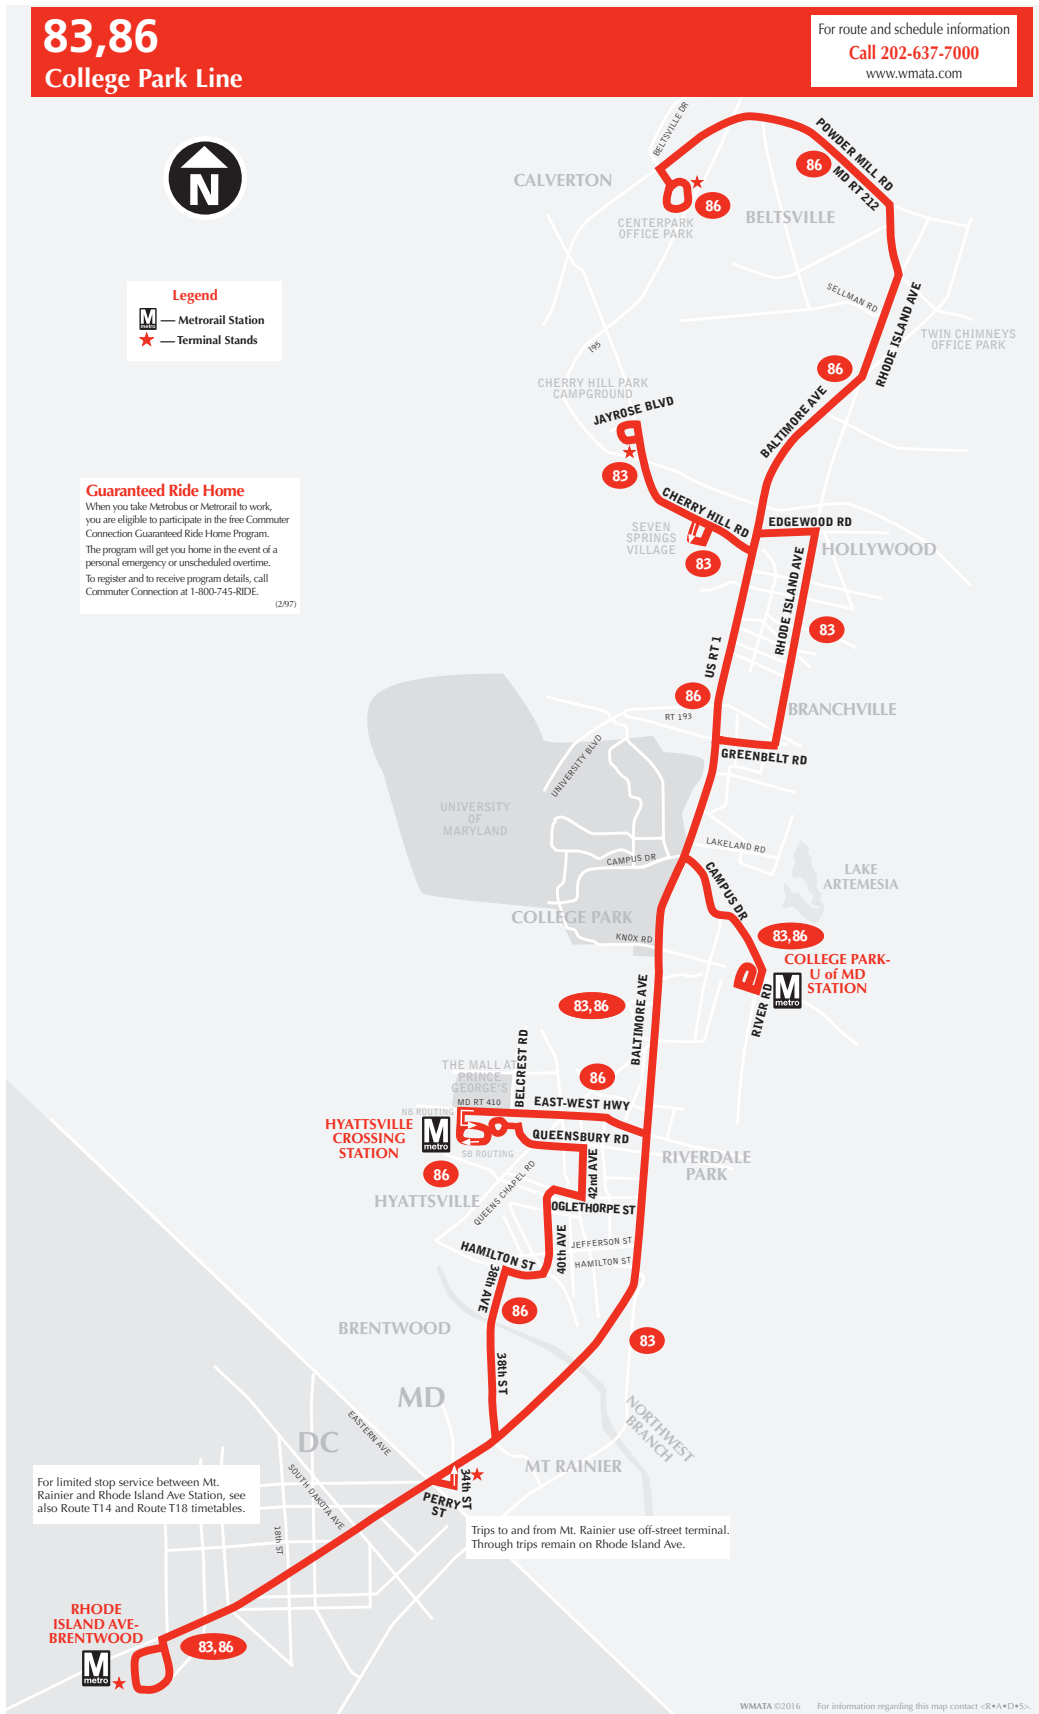 83,86
College Park Line
For route and schedule information
Call 202-637-7000
www.wmata.com
BELTSVILLE DR
POWDER MILL RD
86
MD RT 212
N
CALVERTON
86
CENTERPARK
OFFICE PARK
BELTSVILLE
Legend
M metro — Metrorail Station
— Terminal Stands
SELLMAN RD
RHODE ISLAND AVE
TWIN CHIMNEYS
OFFICE PARK
I95
86
CHERRY HILL PARK
CAMPGROUND
JAYROSE BLVD
BALTIMORE AVE
83
CHERRY HILL RD
Guaranteed Ride Home
When you take Metrobus or Metrorail to work,
you are eligible to participate in the free Commuter
Connection Guaranteed Ride Home Program.
The program will get you home in the event of a
personal emergency or unscheduled overtime.
To register and to receive program details, call
Commuter Connection at 1-800-745-RIDE.
(2/97)
SEVEN
SPRINGS
VILLAGE
83
EDGEWOOD RD
HOLLYWOOD
RHODE ISLAND AVE
83
US RT 1
86
RT 193
BRANCHVILLE
GREENBELT RD
UNIVERSITY BLVD
UNIVERSITY
OF
MARYLAND
LAKELAND RD
CAMPUS DR
CAMPUS DR
LAKE
ARTEMESIA
COLLEGE PARK
KNOX RD
83,86
COLLEGE PARK-
U of MD
STATION
M
metro
RIVER RD
83,86
BALTIMORE AVE
BELCREST RD
THE MALL AT
PRINCE
GEORGE'S
86
MD RT 410
EAST-WEST HWY
NB ROUTING
HYATTSVILLE
CROSSING
STATION
M
metro
QUEENSBURY RD
SB ROUTING
RIVERDALE
PARK
86
HYATTSVILLE
QUEENS CHAPEL RD
42nd AVE
OGLETHORPE ST
40th AVE
JEFFERSON ST
HAMILTON ST
HAMILTON ST
38th AVE
86
BRENTWOOD
83
38th ST
MD
NORTHWEST
BRANCH
EASTERN AVE
DC
MT RAINIER
SOUTH DAKOTA AVE
For limited stop service between Mt.
Rainier and Rhode Island Ave Station, see
also Route T14 and Route T18 timetables.
34th ST
PERRY
ST
18th ST
Trips to and from Mt. Rainier use off-street terminal.
Through trips remain on Rhode Island Ave.
RHODE
ISLAND AVE-
BRENTWOOD
M
metro
83,86
WMATA ©2016 For information regarding this map contact <R•A•D•S>.